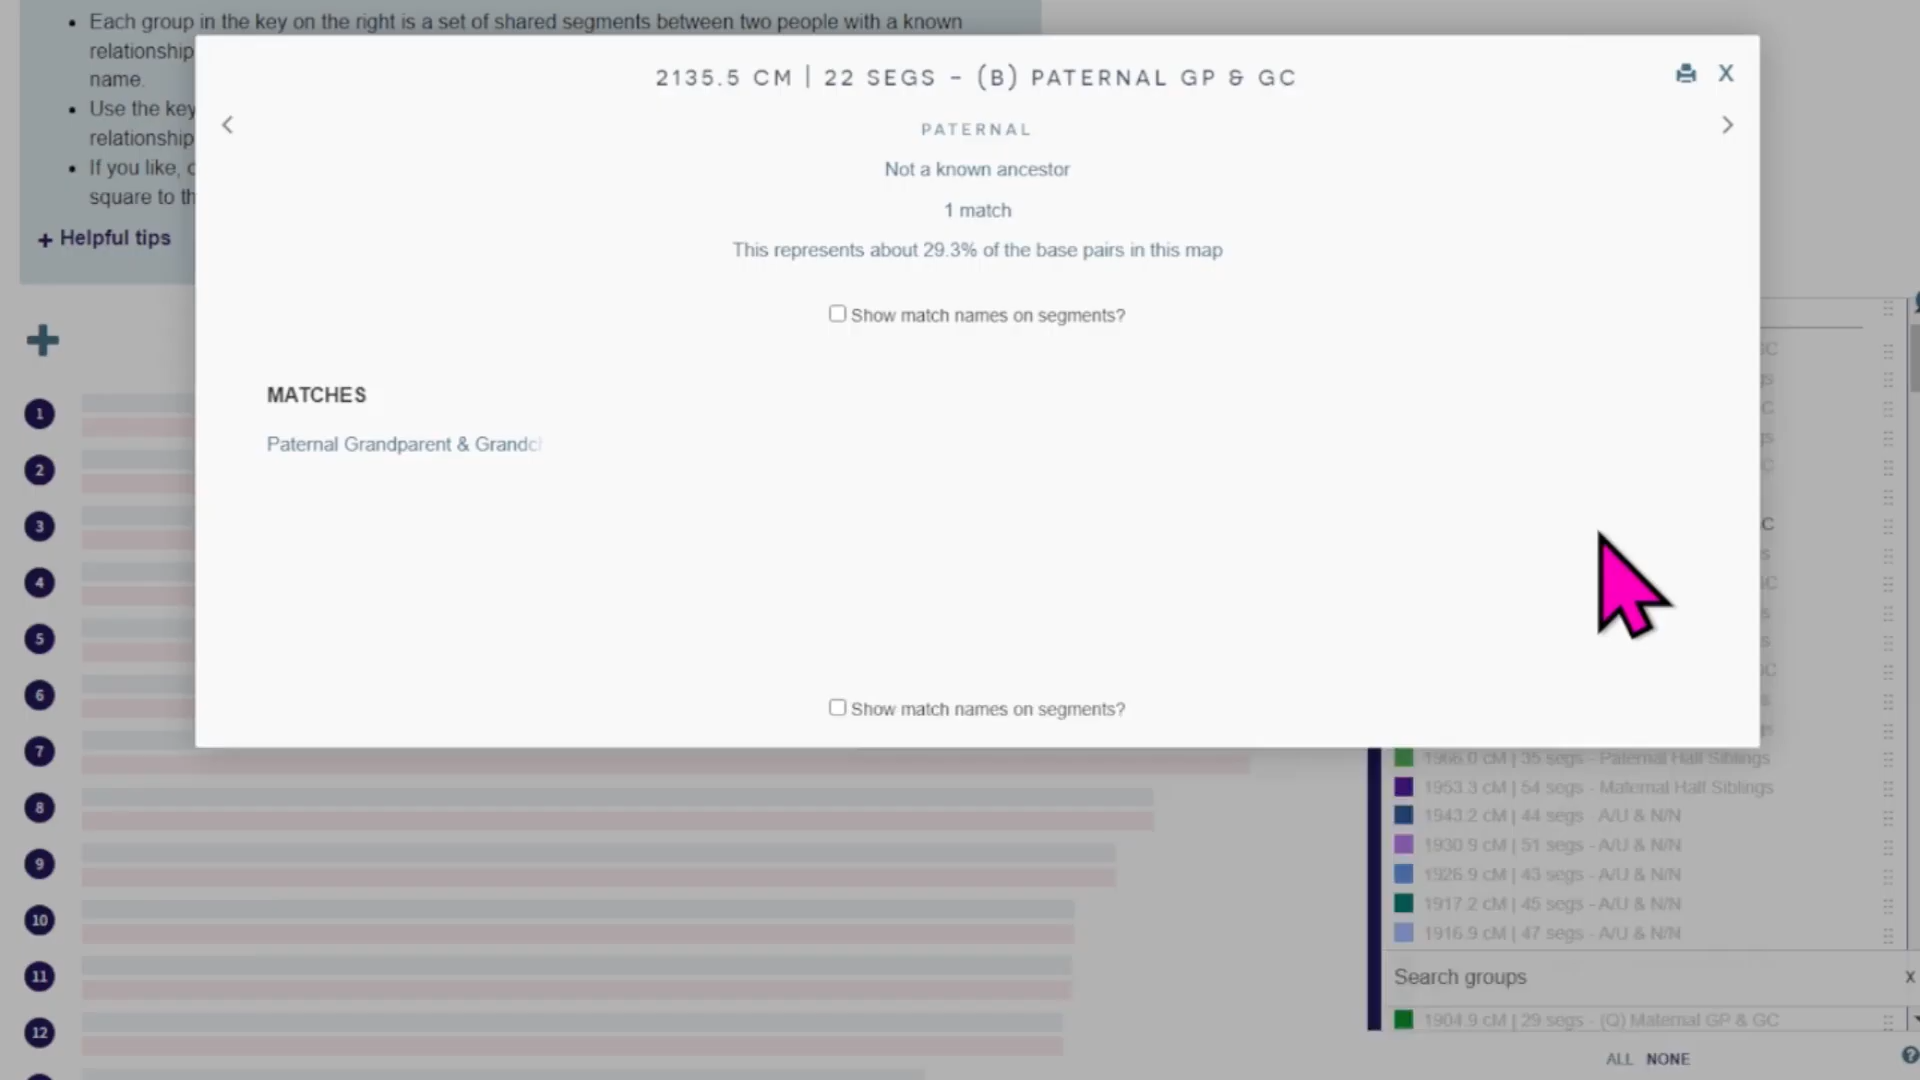 Each group in the key on the right is a set of shared segments between two people with a known
relationship
name.
Use the key
relationship
If you like,
square to th
+ Helpful tips
2135.5 CM | 22 SEGS - (B) PATERNAL GP & GC
X
PATERNAL
Not a known ancestor
1 match
This represents about 29.3% of the base pairs in this map
Show match names on segments?
MATCHES
Paternal Grandparent & Grandc
Show match names on segments?
1
2
3
4
5
6
7
8
9
10
11
12
1966.0 cM | 35 segs - Paternal Half Siblings
1953.3 cM | 54 segs - Maternal Half Siblings
1943.2 cM | 44 segs - A/U & N/N
1930.9 cM | 51 segs - A/U & N/N
1926.9 cM | 43 segs - A/U & N/N
1917.2 cM | 45 segs - A/U & N/N
1916.9 cM | 47 segs - A/U & N/N
Search groups
x
1904.9 cM | 29 segs - (Q) Maternal GP & GC
ALL NONE